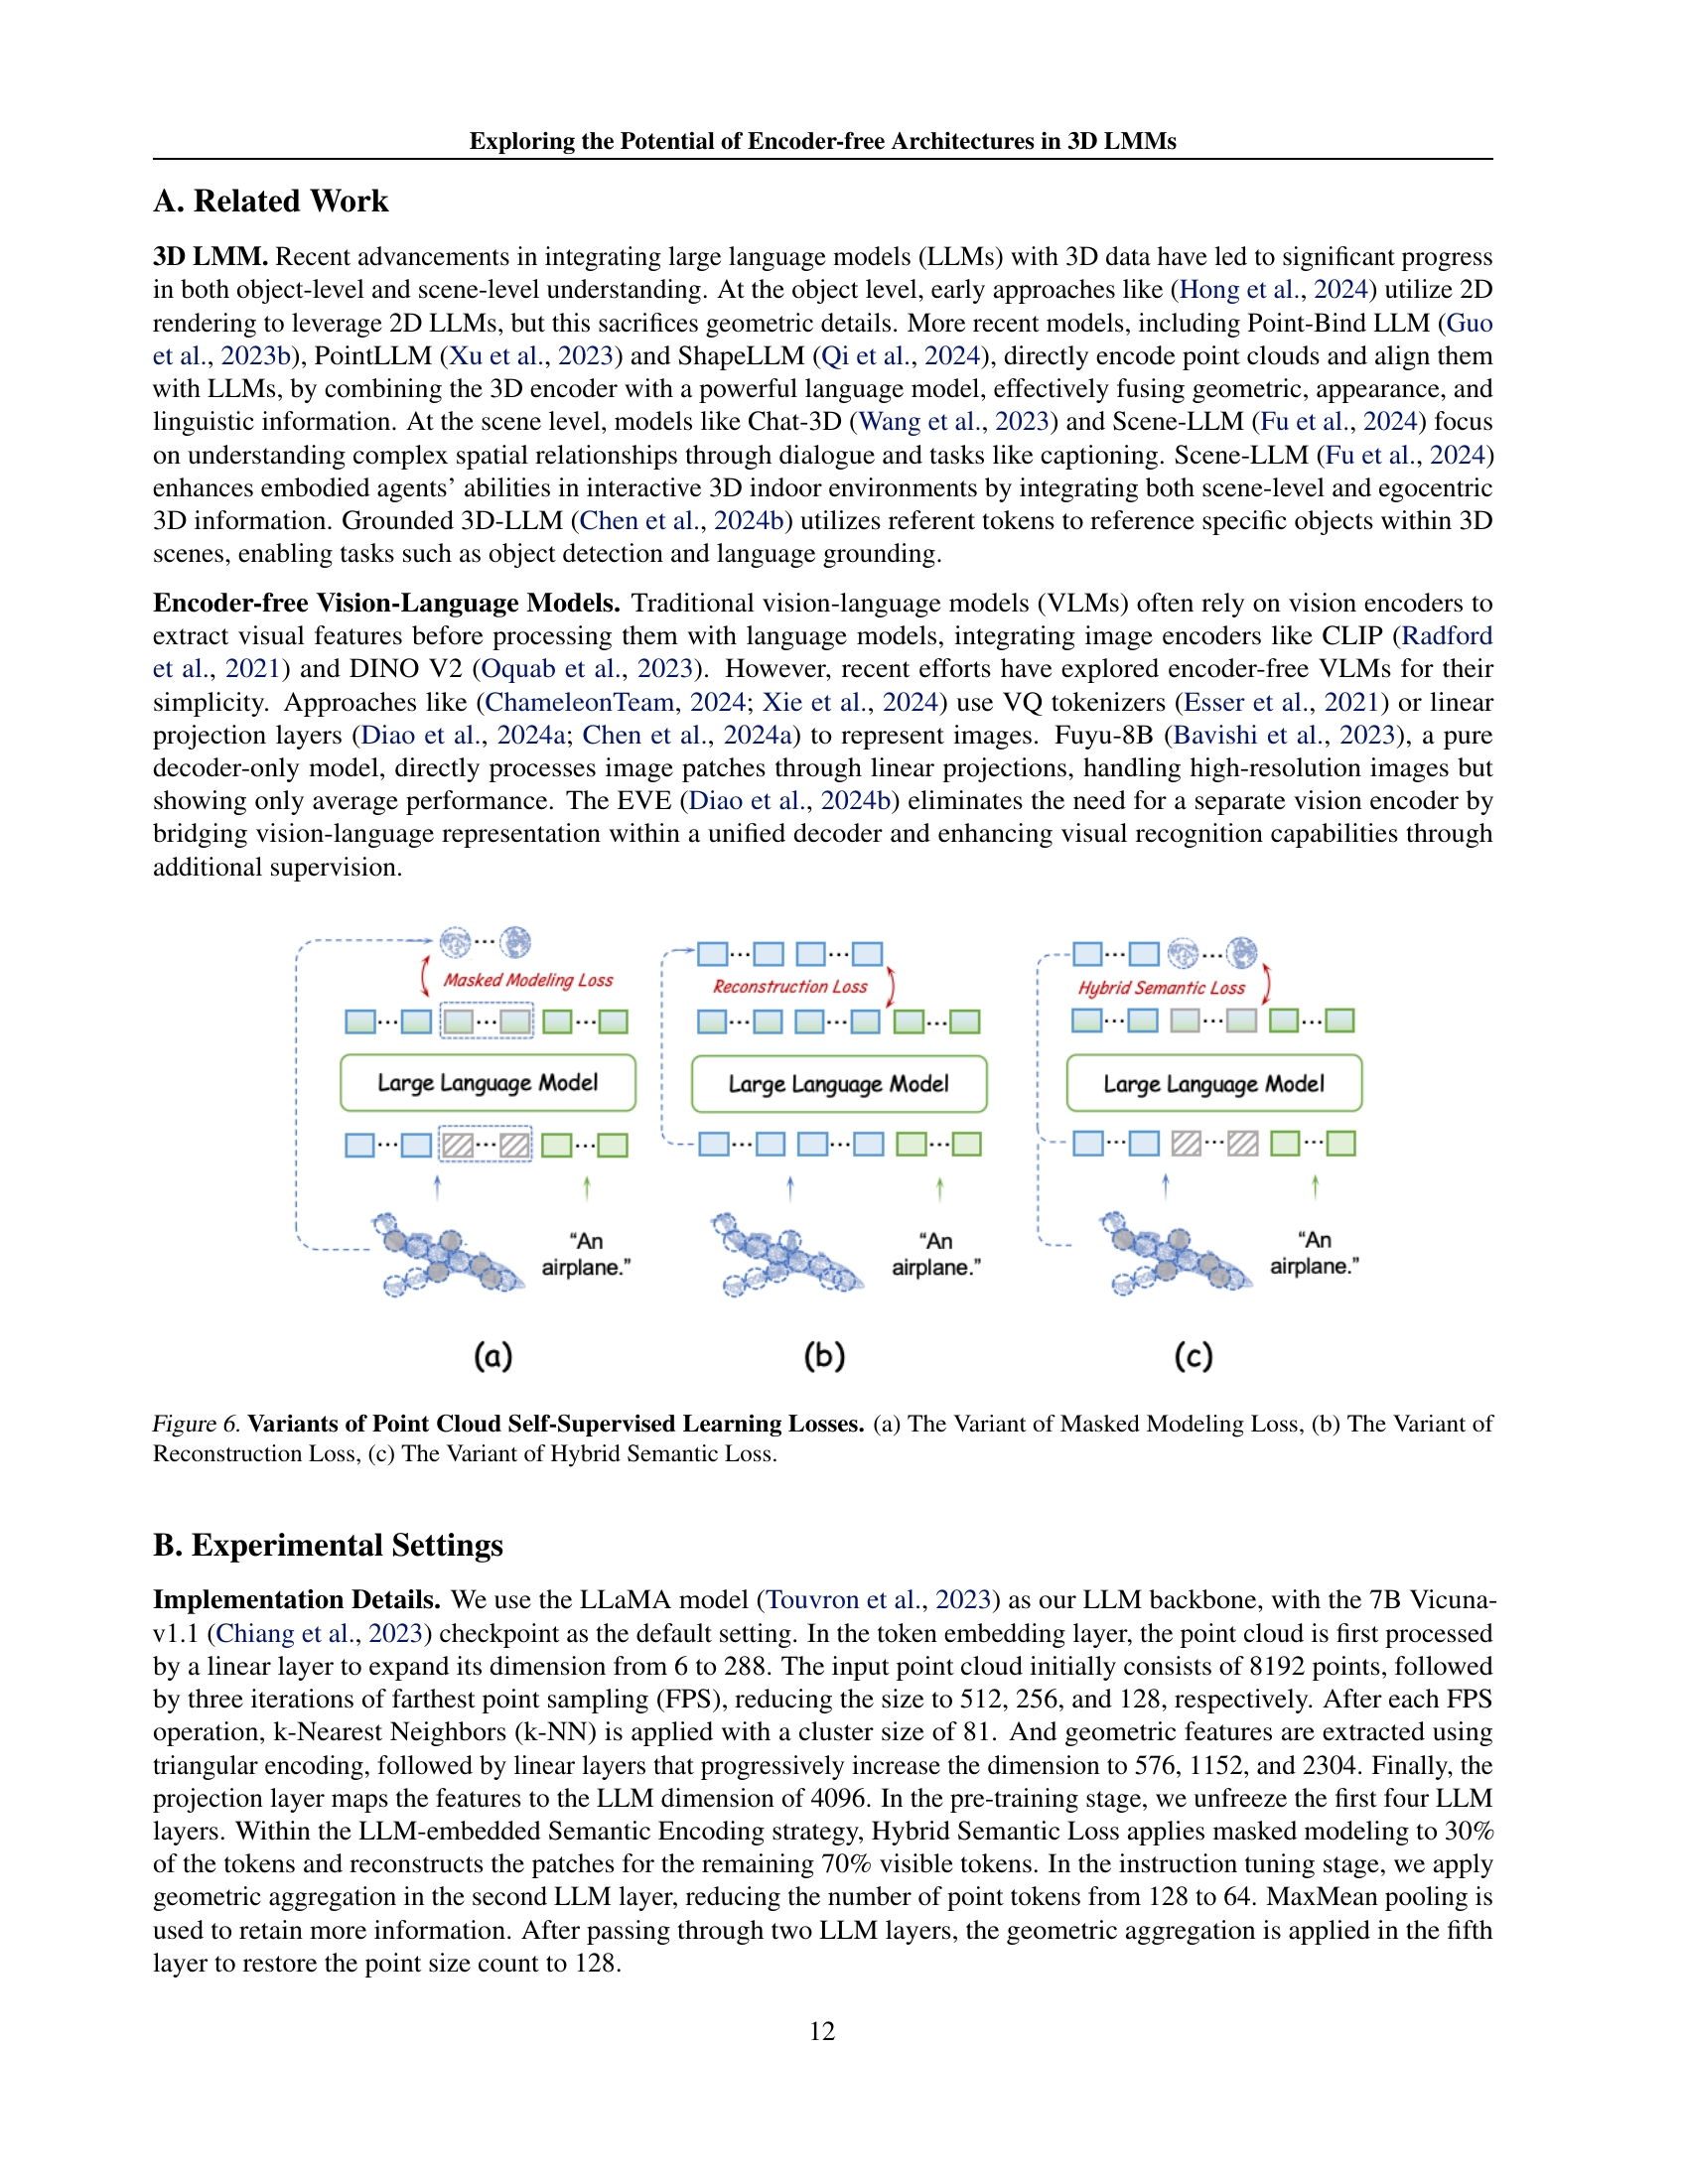 Exploring the Potential of Encoder-free Architectures in 3D LMMs
A. Related Work
3D LMM. Recent advancements in integrating large language models (LLMs) with 3D data have led to significant progress
in both object-level and scene-level understanding. At the object level, early approaches like (Hong et al., 2024) utilize 2D
rendering to leverage 2D LLMs, but this sacrifices geometric details. More recent models, including Point-Bind LLM (Guo
et al., 2023b), PointLLM (Xu et al., 2023) and ShapeLLM (Qi et al., 2024), directly encode point clouds and align them
with LLMs, by combining the 3D encoder with a powerful language model, effectively fusing geometric, appearance, and
linguistic information. At the scene level, models like Chat-3D (Wang et al., 2023) and Scene-LLM (Fu et al., 2024) focus
on understanding complex spatial relationships through dialogue and tasks like captioning. Scene-LLM (Fu et al., 2024)
enhances embodied agents’ abilities in interactive 3D indoor environments by integrating both scene-level and egocentric
3D information. Grounded 3D-LLM (Chen et al., 2024b) utilizes referent tokens to reference specific objects within 3D
scenes, enabling tasks such as object detection and language grounding.
Encoder-free Vision-Language Models. Traditional vision-language models (VLMs) often rely on vision encoders to
extract visual features before processing them with language models, integrating image encoders like CLIP (Radford
et al., 2021) and DINO V2 (Oquab et al., 2023). However, recent efforts have explored encoder-free VLMs for their
simplicity. Approaches like (ChameleonTeam, 2024; Xie et al., 2024) use VQ tokenizers (Esser et al., 2021) or linear
projection layers (Diao et al., 2024a; Chen et al., 2024a) to represent images. Fuyu-8B (Bavishi et al., 2023), a pure
decoder-only model, directly processes image patches through linear projections, handling high-resolution images but
showing only average performance. The EVE (Diao et al., 2024b) eliminates the need for a separate vision encoder by
bridging vision-language representation within a unified decoder and enhancing visual recognition capabilities through
additional supervision.
Masked Modeling Loss
Large Language Model
“An
airplane.”
(a)
Reconstruction Loss
Large Language Model
“An
airplane.”
(b)
Hybrid Semantic Loss
Large Language Model
“An
airplane.”
(c)
Figure 6. Variants of Point Cloud Self-Supervised Learning Losses. (a) The Variant of Masked Modeling Loss, (b) The Variant of
Reconstruction Loss, (c) The Variant of Hybrid Semantic Loss.
B. Experimental Settings
Implementation Details. We use the LLaMA model (Touvron et al., 2023) as our LLM backbone, with the 7B Vicuna-
v1.1 (Chiang et al., 2023) checkpoint as the default setting. In the token embedding layer, the point cloud is first processed
by a linear layer to expand its dimension from 6 to 288. The input point cloud initially consists of 8192 points, followed
by three iterations of farthest point sampling (FPS), reducing the size to 512, 256, and 128, respectively. After each FPS
operation, k-Nearest Neighbors (k-NN) is applied with a cluster size of 81. And geometric features are extracted using
triangular encoding, followed by linear layers that progressively increase the dimension to 576, 1152, and 2304. Finally, the
projection layer maps the features to the LLM dimension of 4096. In the pre-training stage, we unfreeze the first four LLM
layers. Within the LLM-embedded Semantic Encoding strategy, Hybrid Semantic Loss applies masked modeling to 30%
of the tokens and reconstructs the patches for the remaining 70% visible tokens. In the instruction tuning stage, we apply
geometric aggregation in the second LLM layer, reducing the number of point tokens from 128 to 64. MaxMean pooling is
used to retain more information. After passing through two LLM layers, the geometric aggregation is applied in the fifth
layer to restore the point size count to 128.
12